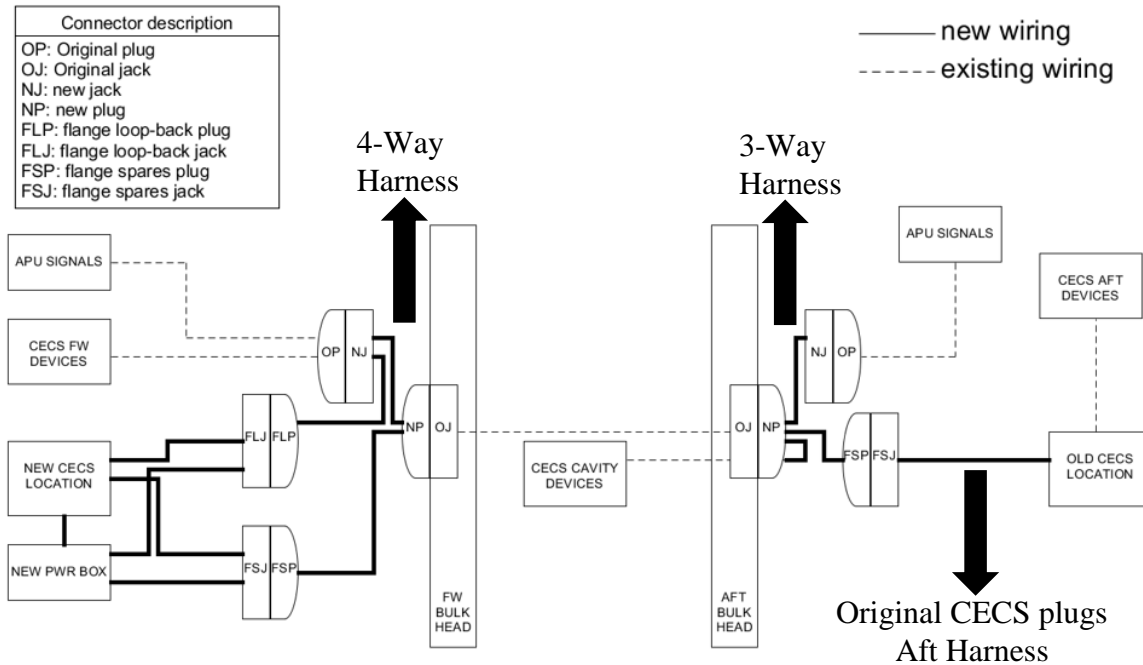 Connector description
OP: Original plug
OJ: Original jack
NJ: new jack
NP: new plug
FLP: flange loop-back plug
FLJ: flange loop-back jack
FSP: flange spares plug
FSJ: flange spares jack
new wiring
existing wiring
4-Way
Harness
3-Way
Harness
APU SIGNALS
CECS FW
DEVICES
OP
NJ
FLJ
FLP
NEW CECS
LOCATION
NEW PWR BOX
FSJ
FSP
NP
OJ
FW
BULK
HEAD
CECS CAVITY
DEVICES
AFT
BULK
HEAD
OJ
NP
NJ
OP
APU SIGNALS
FSP
FSJ
CECS AFT
DEVICES
OLD CECS
LOCATION
Original CECS plugs
Aft Harness